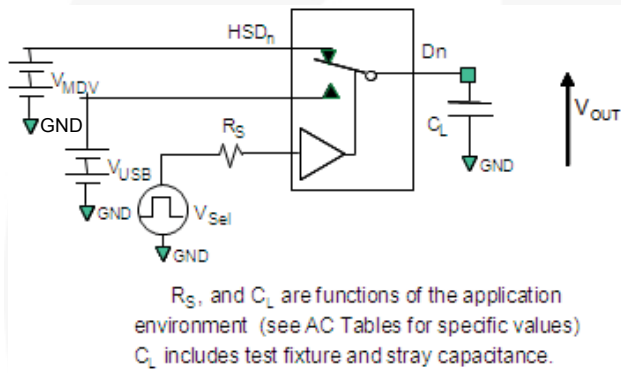 HSDn
Dn
VMDV
GND
RS
CL
VOUT
GND
VUSB
GND
VSel
GND
RS, and CL are functions of the application
environment (see AC Tables for specific values)
CL includes test fixture and stray capacitance.